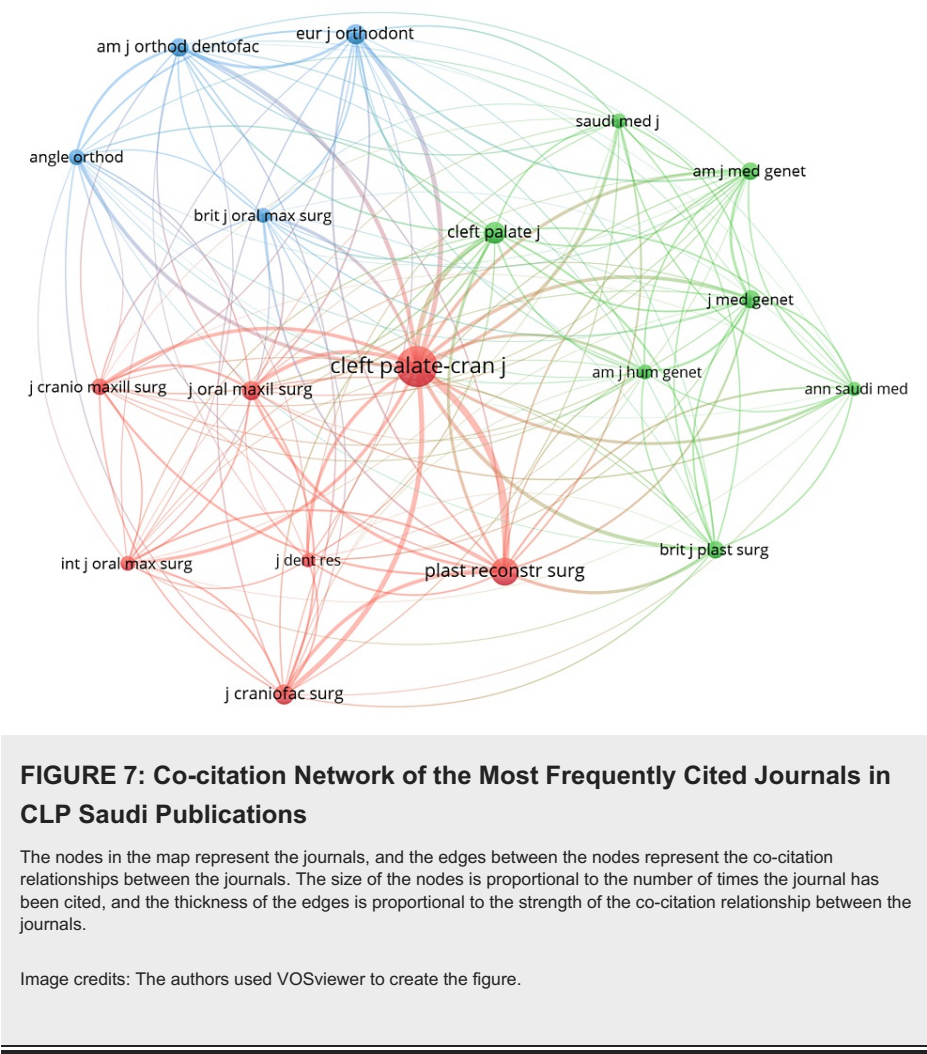 eur j orthodont
am j orthod dentofac
saudi med j
angle orthod
am j med genet
brit j oral max surg
cleft palate j
j med genet
cleft palate-cran j
am j hum genet
j cranio maxill surg
j oral maxil surg
ann saudi med
brit j plast surg
int j oral max surg
j dent res
plast reconstr surg
j craniofac surg
FIGURE 7: Co-citation Network of the Most Frequently Cited Journals in
CLP Saudi Publications
The nodes in the map represent the journals, and the edges between the nodes represent the co-citation
relationships between the journals. The size of the nodes is proportional to the number of times the journal has
been cited, and the thickness of the edges is proportional to the strength of the co-citation relationship between the
journals.
Image credits: The authors used VOSviewer to create the figure.